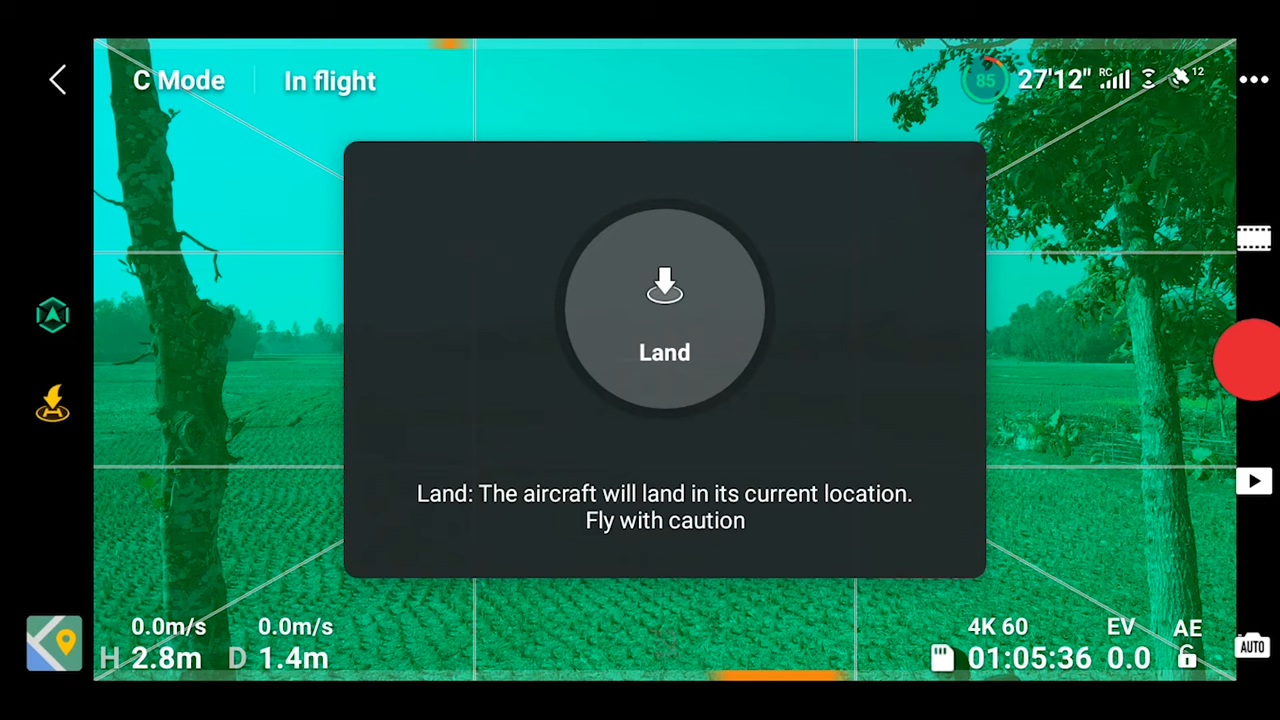 C Mode
In flight
85
27'12"
RC
12
Land
Land: The aircraft will land in its current location.
Fly with caution
0.0m/s
0.0m/s
H 2.8m
D 1.4m
4K 60
01:05:36
EV
0.0
AE
AUTO